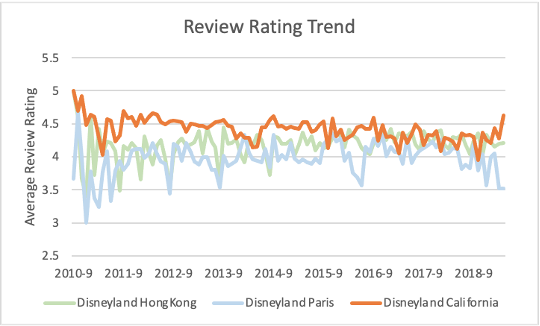 Review Rating Trend
Average Review Rating
5.5
5
4.5
4
3.5
3
2.5
2010-9 2011-9 2012-9 2013-9 2014-9 2015-9 2016-9 2017-9 2018-9
Disneyland HongKong Disneyland Paris Disneyland California